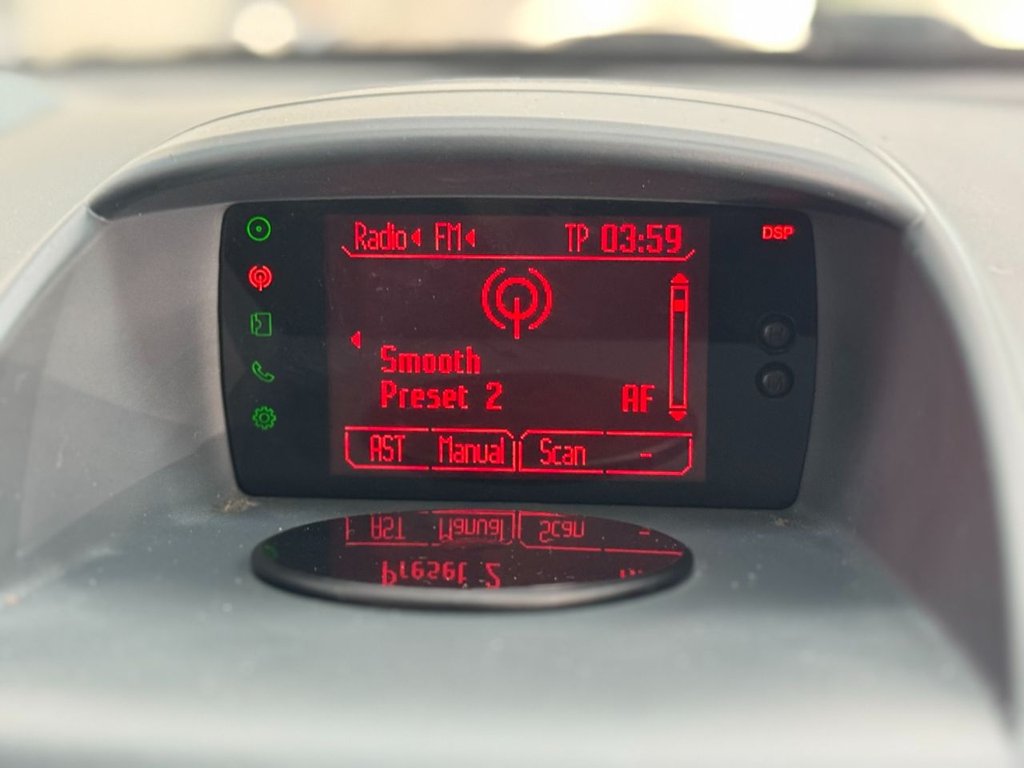 Radio FM TP 03:59
DSP
Smooth
Preset 2 AF
AST Manual Scan -